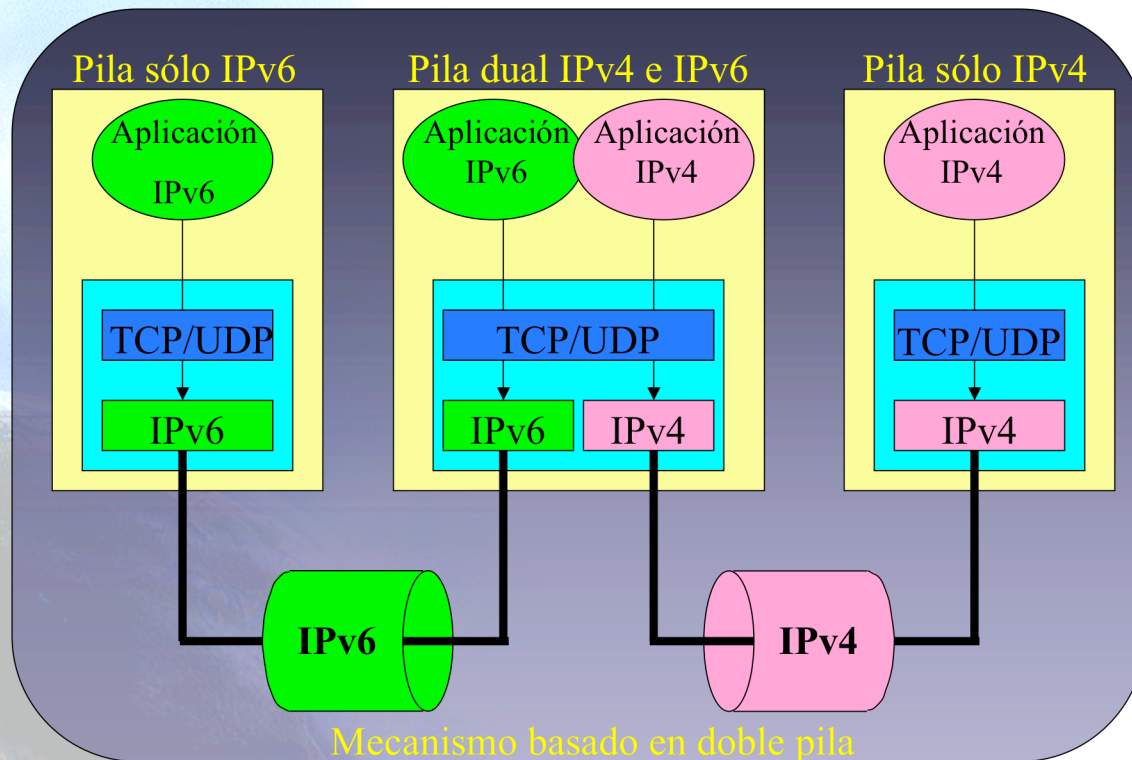 Pila sólo IPv6
Pila dual IPv4 e IPv6
Pila sólo IPv4
Aplicación
IPv6
Aplicación
IPv6
Aplicación
IPv4
Aplicación
IPv4
TCP/UDP
TCP/UDP
TCP/UDP
IPv6
IPv6
IPv4
IPv4
IPv6
IPv4
Mecanismo basado en doble pila